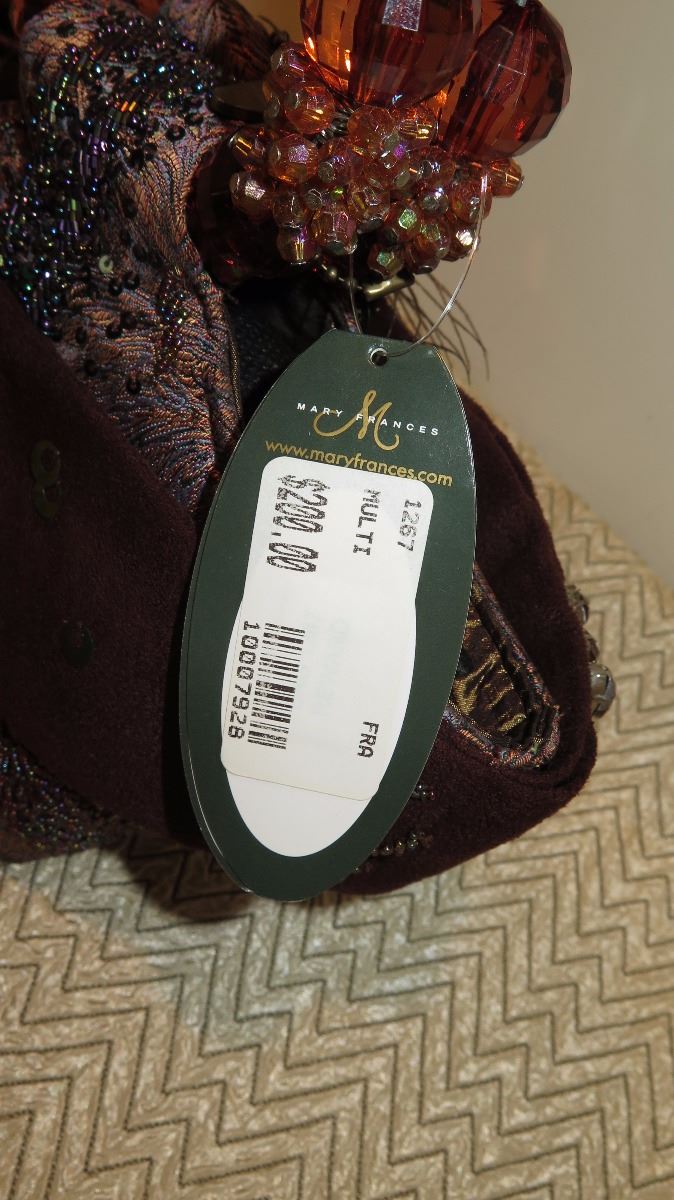 MARY FRANCES
M
www.maryfrances.com
1267
MULTI
FRA
$200.00
10007928